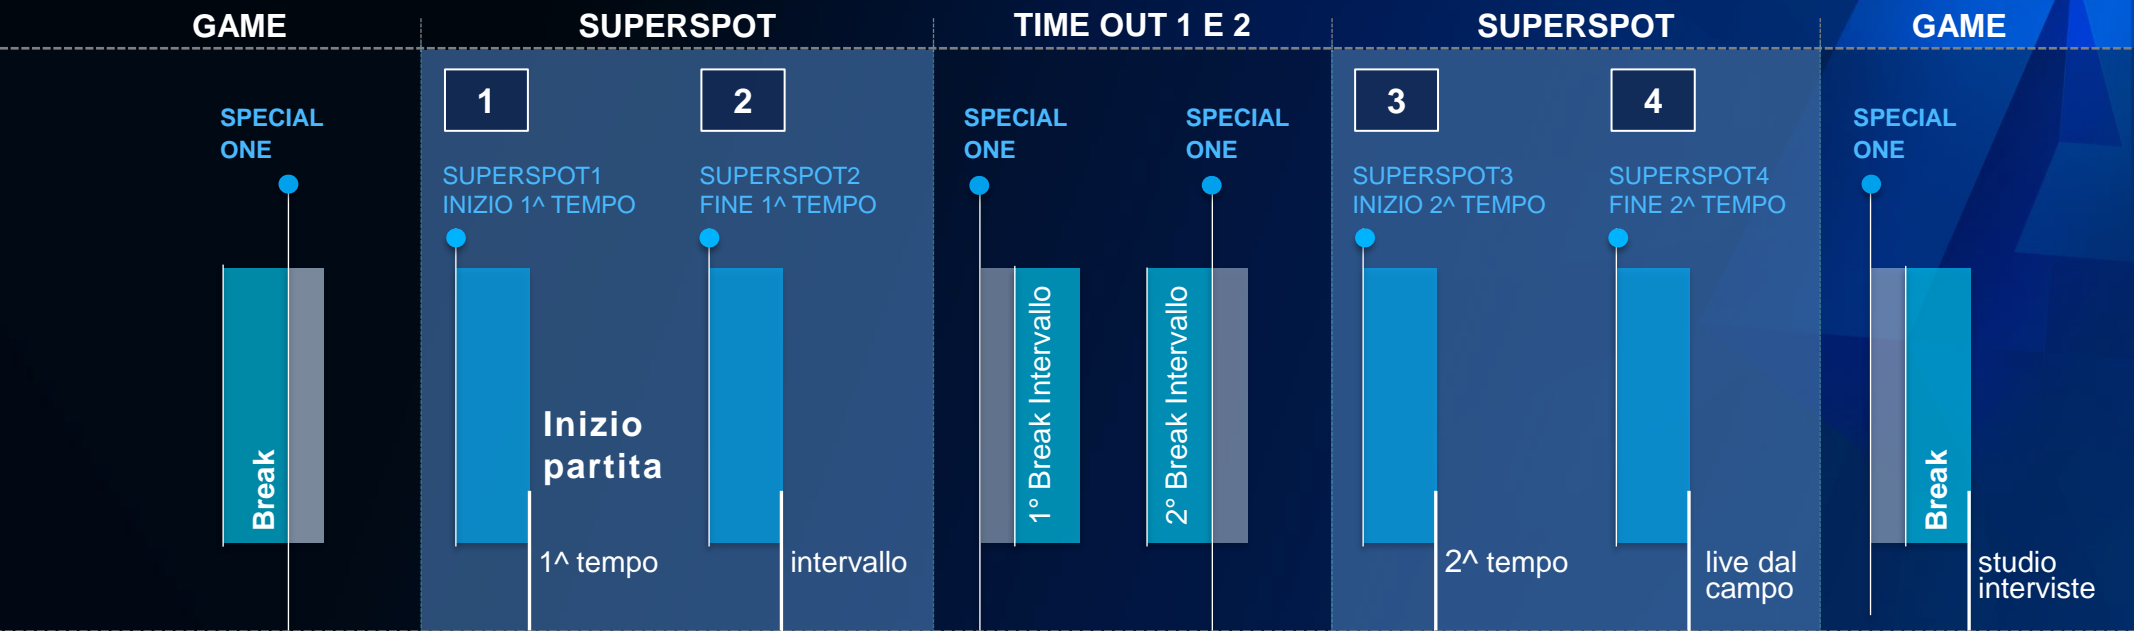 GAME
SUPERSPOT
TIME OUT 1 E 2
SUPERSPOT
GAME
SPECIAL
ONE
Break
1
SUPERSPOT1
INIZIO 1^ TEMPO
Inizio
partita
1^ tempo
2
SUPERSPOT2
FINE 1^ TEMPO
intervallo
SPECIAL
ONE
1° Break Intervallo
SPECIAL
ONE
2° Break Intervallo
3
SUPERSPOT3
INIZIO 2^ TEMPO
2^ tempo
4
SUPERSPOT4
FINE 2^ TEMPO
live dal
campo
SPECIAL
ONE
Break
studio
interviste